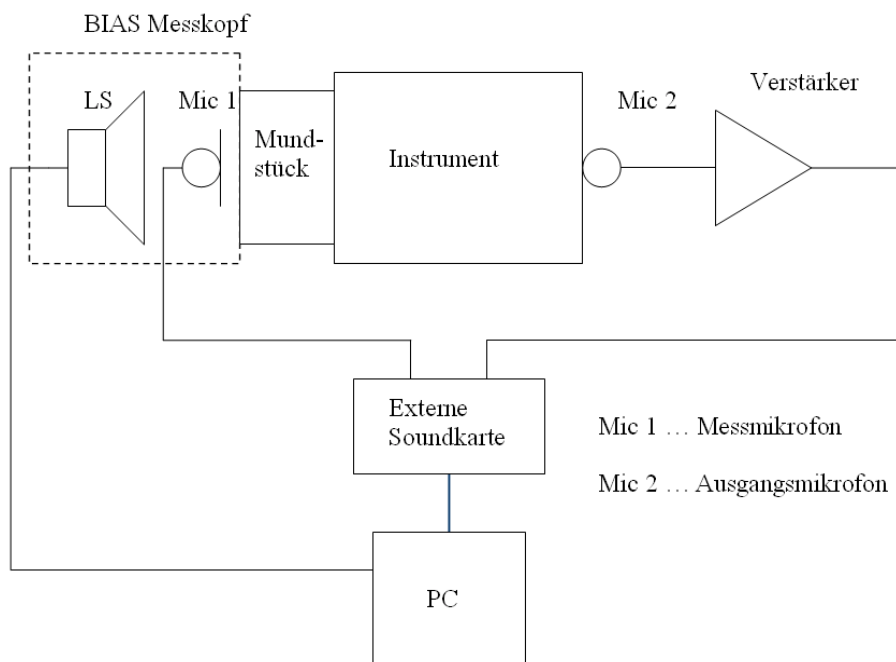 BIAS Messkopf
LS
Mic 1
Mund-
stück
Instrument
Mic 2
Verstärker
Externe
Soundkarte
Mic 1 … Messmikrofon
Mic 2 … Ausgangsmikrofon
PC